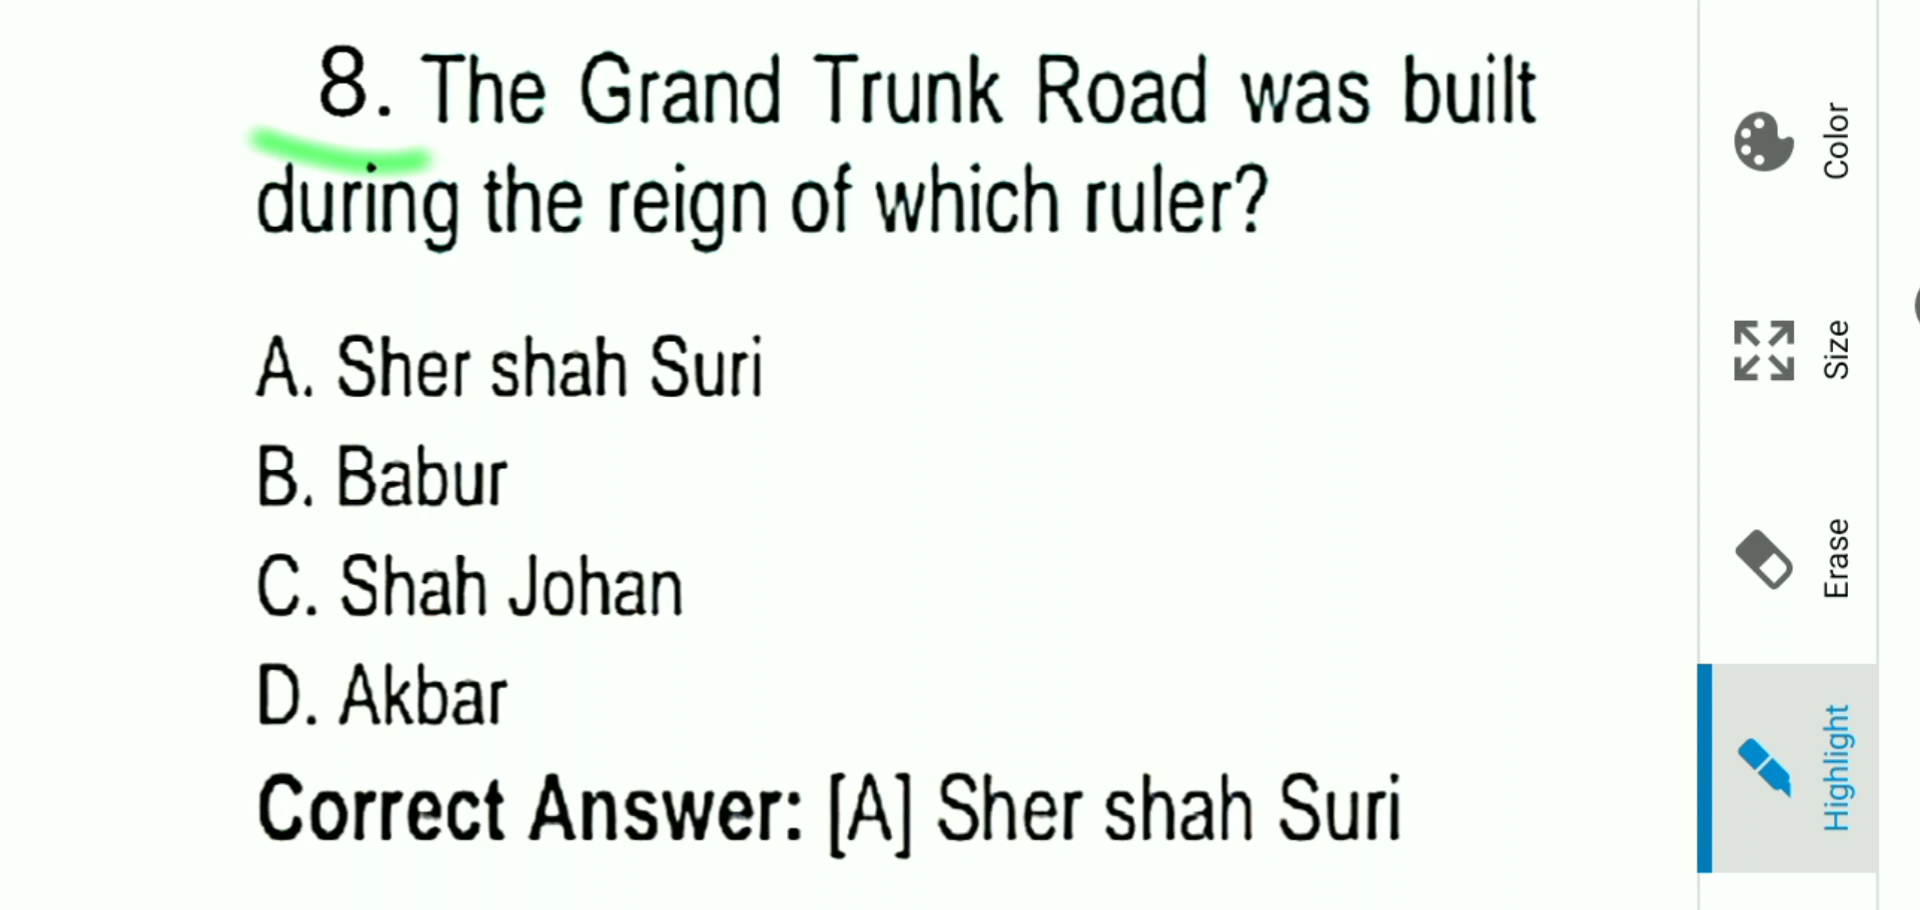 8. The Grand Trunk Road was built
during the reign of which ruler?
A. Sher shah Suri
B. Babur
C. Shah Johan
D. Akbar
Correct Answer: [A] Sher shah Suri
Color
Size
Erase
Highlight